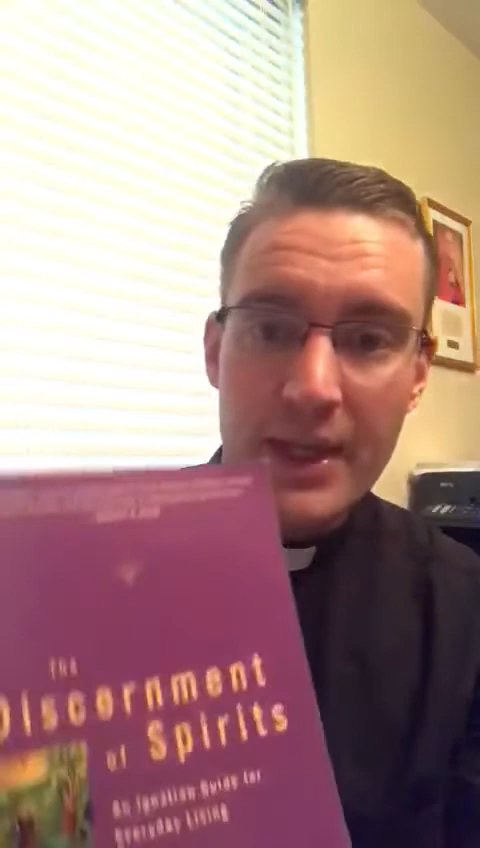 The
Discernment
of Spirits
An Ignatian Guide for
Everyday Living